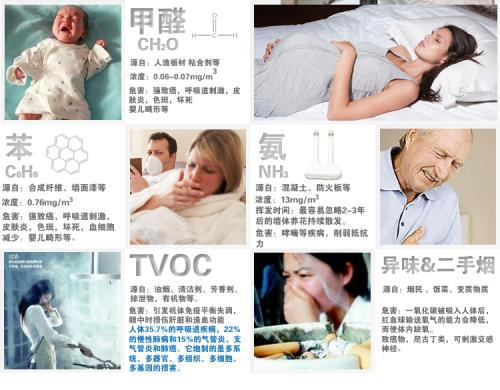 甲醛
CH₂O
O
H
C
H
源自：人造板材 粘合剂等
浓度：0.06-0.07mg/m³
危害：强致癌，呼吸道刺激，皮
肤炎，色斑，坏死
婴儿畸形等
苯
C₆H₆
源自：合成纤维、墙面漆等
浓度：0.76mg/m³
危害：强致癌，呼吸道刺激，
皮肤炎，色斑，坏死，血细胞
减少．婴儿畸形等。
氨
NH₃
源自：混凝土、防火板等
浓度：13mg/m³
挥发时间：最容易忽略2-3年
后的墙体养花持续散发。
危害：哮喘等疾病，削弱抵抗
力
TVOC
源自：油烟、清洁剂、芳香剂、
排泄物，有机物等。
危害：引发机体免疫平衡失调，
眼中时损伤肝脏和造血功能
人体35.7%的呼吸道疾病，22%
的慢性肺病和15%的气管炎、支
气管炎和肺癌。它炮制的是多系
统、多器官、多组织、多细胞、
多基因的损害。
异味&二手烟
源自：烟民 、饭菜、变质物质
危害：一氧化碳被吸入人体后，
红血球输送氧气的能力会降低，
而使体内缺氧。
致癌物，尼古丁类，可刺激交感
神经。